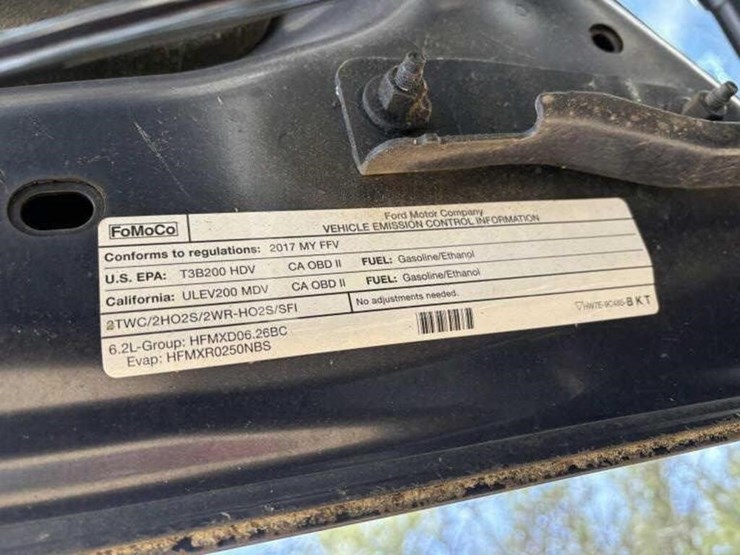 FoMoCo
Ford Motor Company
VEHICLE EMISSION CONTROL INFORMATION
Conforms to regulations: 2017 MY FFV
U.S. EPA: T3B200 HDV CA OBD II FUEL: Gasoline/Ethanol
California: ULEV200 MDV CA OBD II FUEL: Gasoline/Ethanol
2TWC/2HO2S/2WR-HO2S/SFI No adjustments needed.
6.2L-Group: HFMXD06.26BC
Evap: HFMXR0250NBS
BKT